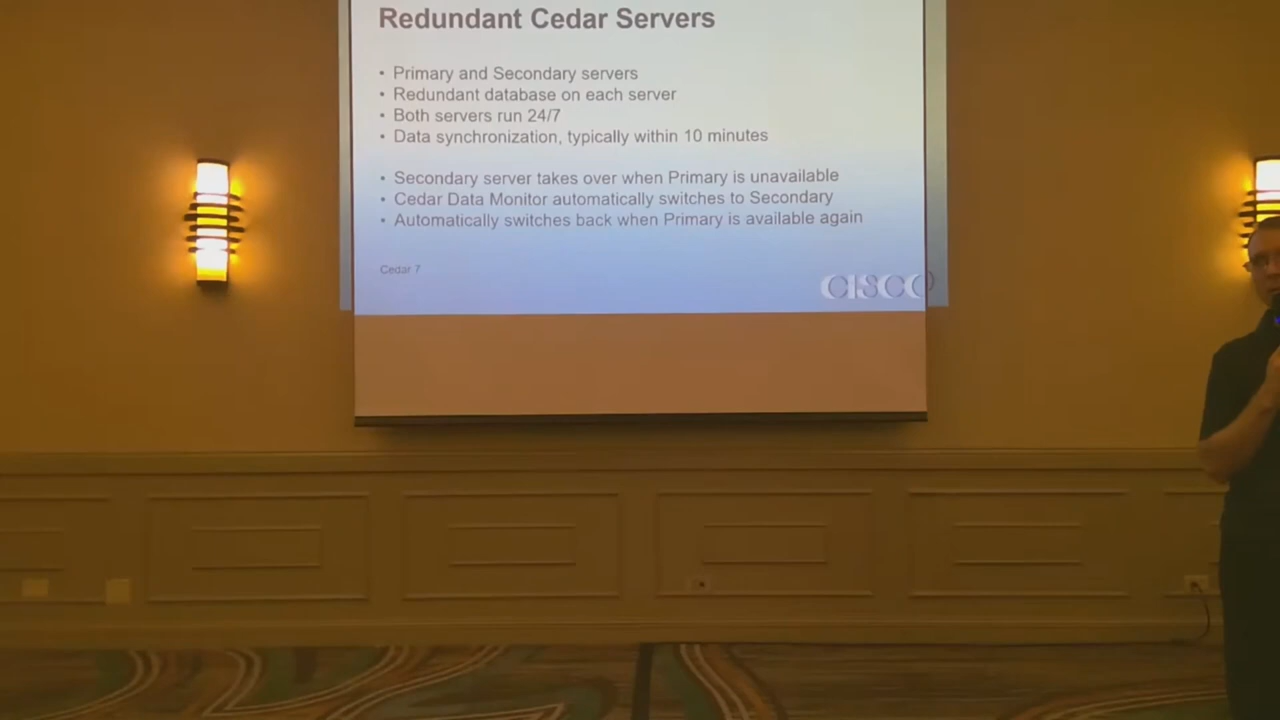 Redundant Cedar Servers
• Primary and Secondary servers
• Redundant database on each server
• Both servers run 24/7
• Data synchronization, typically within 10 minutes
• Secondary server takes over when Primary is unavailable
• Cedar Data Monitor automatically switches to Secondary
• Automatically switches back when Primary is available again
Cedar 7
CISCO